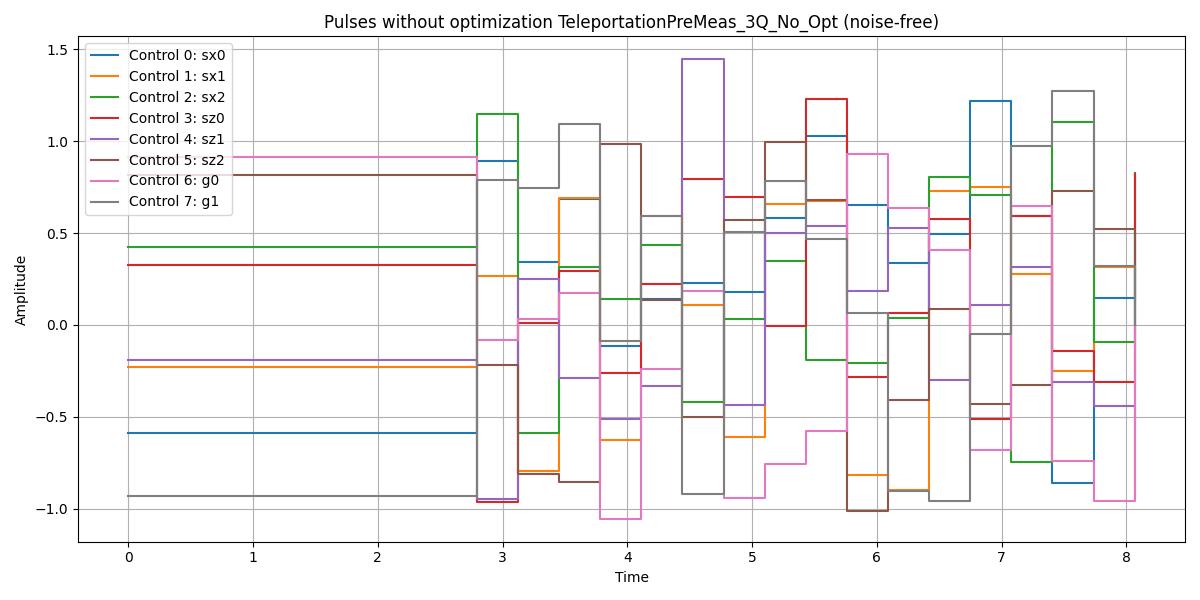 Pulses without optimization TeleportationPreMeas_3Q_No_Opt (noise-free)
1.5
1.0
0.5
0.0
−0.5
−1.0
Amplitude
Control 0: sx0
Control 1: sx1
Control 2: sx2
Control 3: sz0
Control 4: sz1
Control 5: sz2
Control 6: g0
Control 7: g1
0 1 2 3 4 5 6 7 8
Time